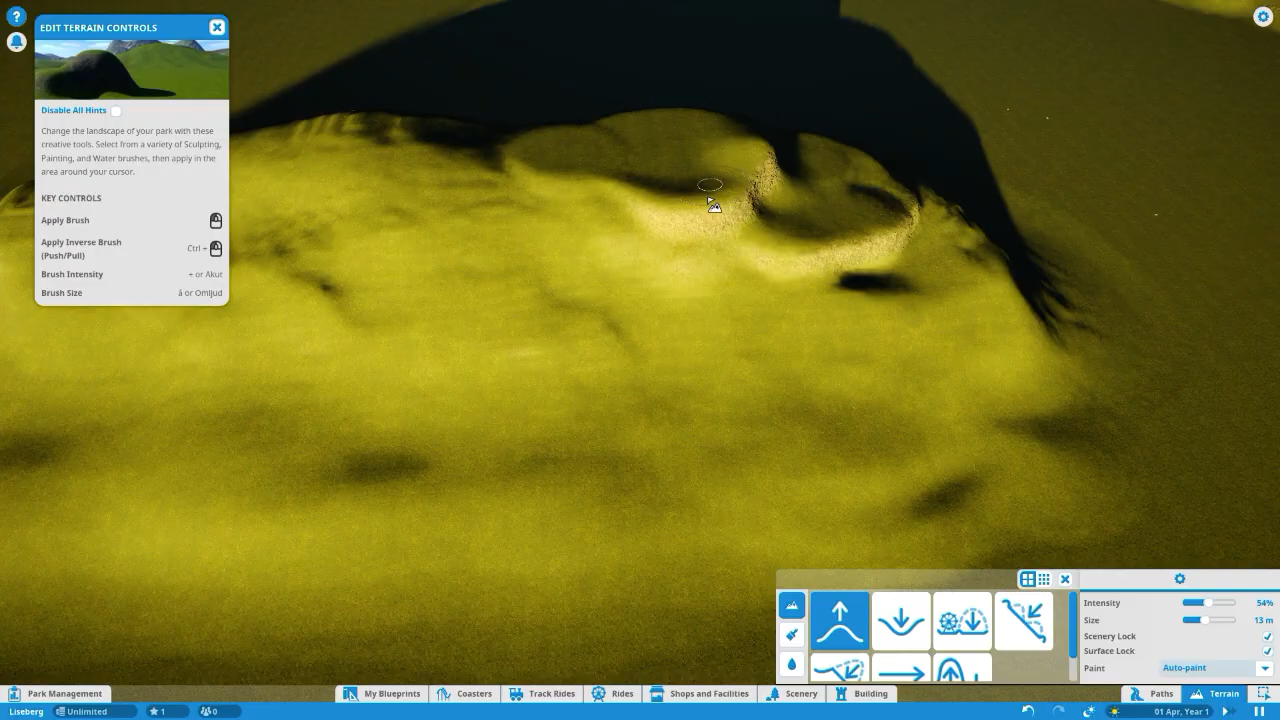 ?
EDIT TERRAIN CONTROLS
Disable All Hints
Change the landscape of your park with these
creative tools. Select from a variety of Sculpting,
Painting, and Water brushes, then apply in the
area around your cursor.
KEY CONTROLS
Apply Brush
Apply Inverse Brush
(Push/Pull)
Ctrl +
Brush Intensity + or Akut
Brush Size å or Omljud
Intensity 54%
Size 13 m
Scenery Lock
Surface Lock
Paint Auto-paint
Park Management My Blueprints Coasters Track Rides Rides Shops and Facilities Scenery Building Paths Terrain
Liseberg Unlimited 1 0 01 Apr, Year 1